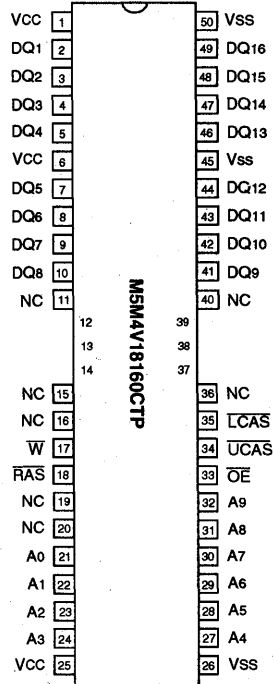 VCC 1 50 VSS
DQ1 2 49 DQ16
DQ2 3 48 DQ15
DQ3 4 47 DQ14
DQ4 5 46 DQ13
VCC 6 45 VSS
DQ5 7 44 DQ12
DQ6 8 43 DQ11
DQ7 9 42 DQ10
DQ8 10 41 DQ9
NC 11 40 NC
12 39
13 38
14 37
M5M4V18160CTP
NC 15 36 NC
NC 16 35 L̅C̅A̅S̅
W̅ 17 34 U̅C̅A̅S̅
R̅A̅S̅ 18 33 O̅E̅
NC 19 32 A9
NC 20 31 A8
A0 21 30 A7
A1 22 29 A6
A2 23 28 A5
A3 24 27 A4
VCC 25 26 VSS